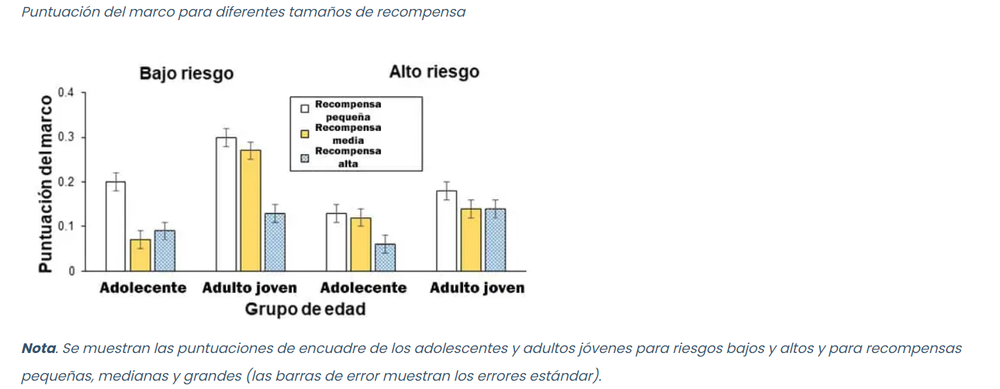 Puntuación del marco para diferentes tamaños de recompensa
Bajo riesgo
Alto riesgo
Puntuación del marco
0.4
0.3
0.2
0.1
0
Recompensa
pequeña
Recompensa
media
Recompensa
alta
Adolecente
Adulto joven
Adolecente
Adulto joven
Grupo de edad
Nota. Se muestran las puntuaciones de encuadre de los adolescentes y adultos jóvenes para riesgos bajos y altos y para recompensas
pequeñas, medianas y grandes (las barras de error muestran los errores estándar).